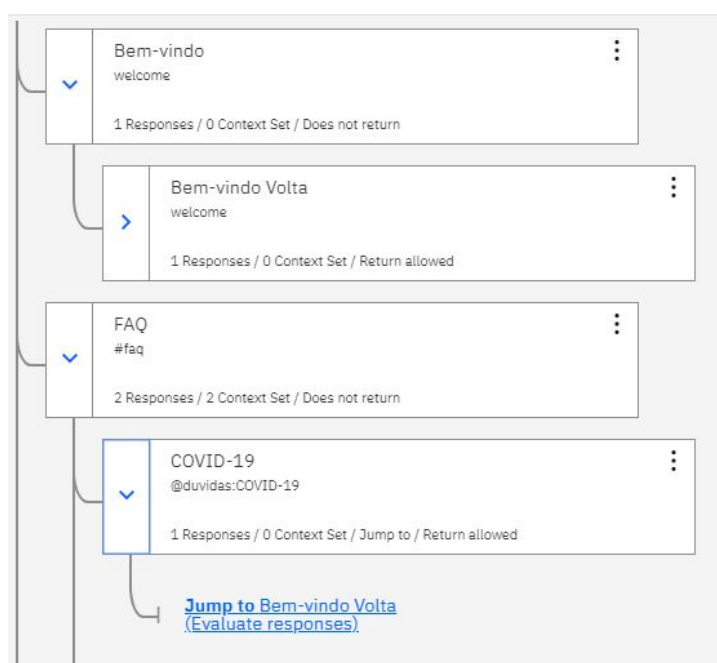 Bem-vindo
welcome
1 Responses / 0 Context Set / Does not return
Bem-vindo Volta
welcome
1 Responses / 0 Context Set / Return allowed
FAQ
#faq
2 Responses / 2 Context Set / Does not return
COVID-19
@duvidas:COVID-19
1 Responses / 0 Context Set / Jump to / Return allowed
Jump to Bem-vindo Volta
(Evaluate responses)